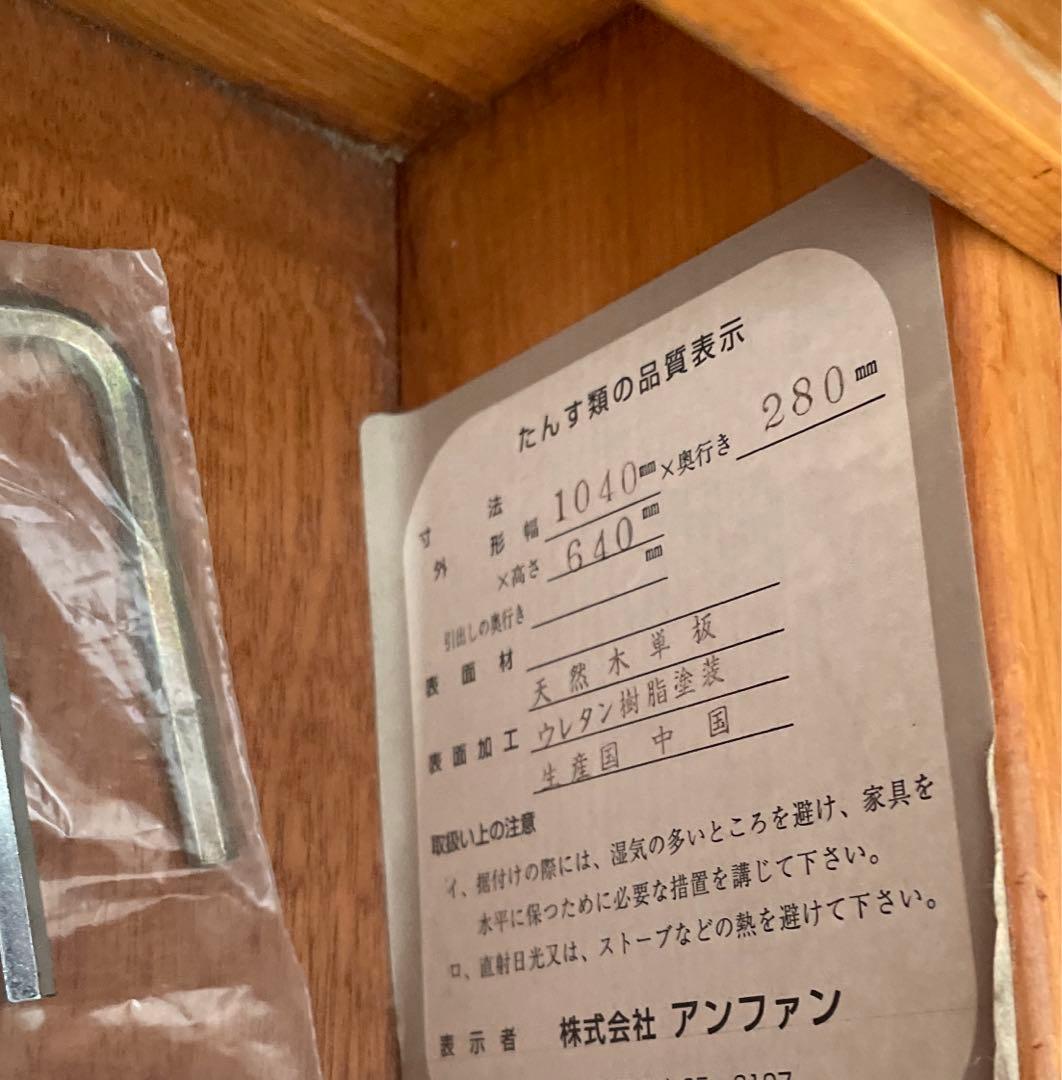 たんす類の品質表示
寸法
外形 幅 1040mm×奥行き 280mm
×高さ 640mm
引出しの奥行き mm
表面材
天然木単板
表面加工 ウレタン樹脂塗装
生産国 中国
取扱い上の注意
イ、据付けの際には、湿気の多いところを避け、家具を
水平に保つために必要な措置を講じて下さい。
ロ、直射日光又は、ストーブなどの熱を避けて下さい。
表示者 株式会社 アンファン